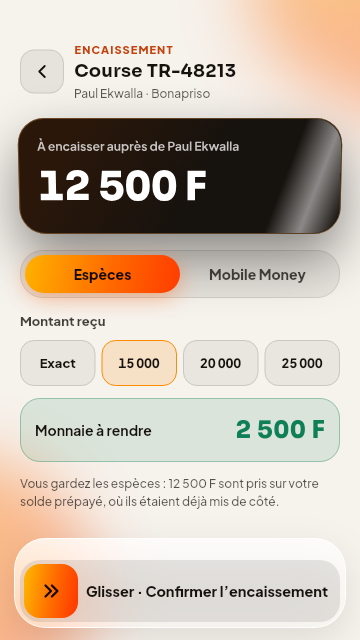 ENCAISSEMENT
Course TR-48213
Paul Ekwalla · Bonapriso
À encaisser auprès de Paul Ekwalla
12 500 F
Espèces
Mobile Money
Montant reçu
Exact
15 000
20 000
25 000
Monnaie à rendre
2 500 F
Vous gardez les espèces : 12 500 F sont pris sur votre
solde prépayé, où ils étaient déjà mis de côté.
Glisser · Confirmer l’encaissement